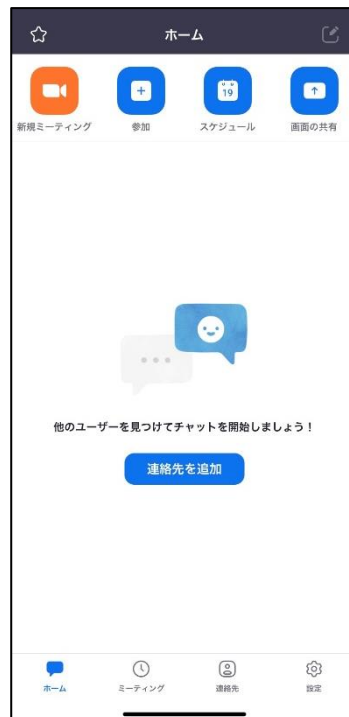 ホーム
新規ミーティング
参加
19
スケジュール
画面の共有
他のユーザーを見つけてチャットを開始しましょう！
連絡先を追加
ホーム
ミーティング
連絡先
設定